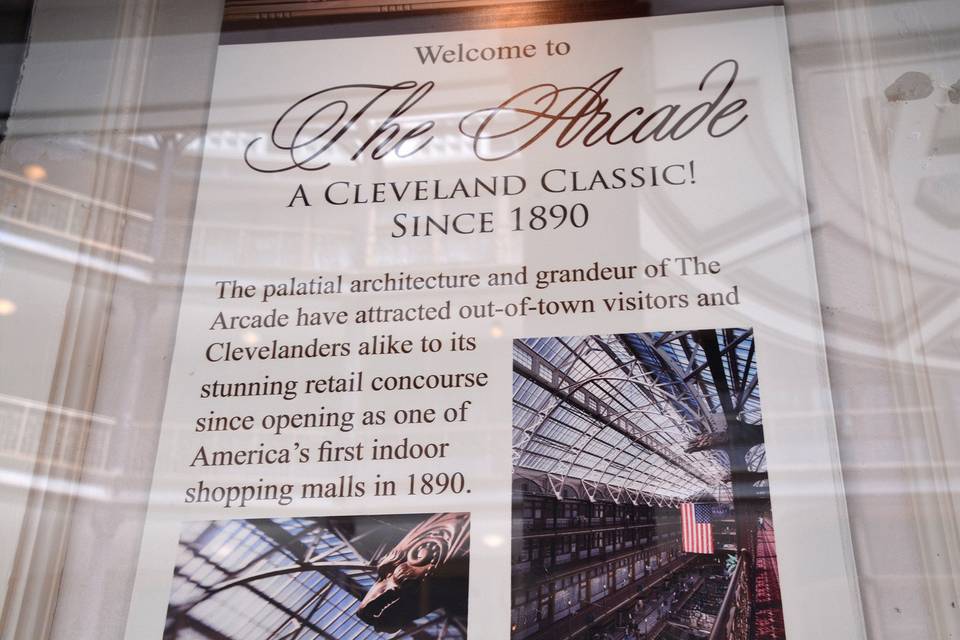 Welcome to
The Arcade
A Cleveland Classic!
Since 1890
The palatial architecture and grandeur of The
Arcade have attracted out-of-town visitors and
Clevelanders alike to its
stunning retail concourse
since opening as one of
America's first indoor
shopping malls in 1890.